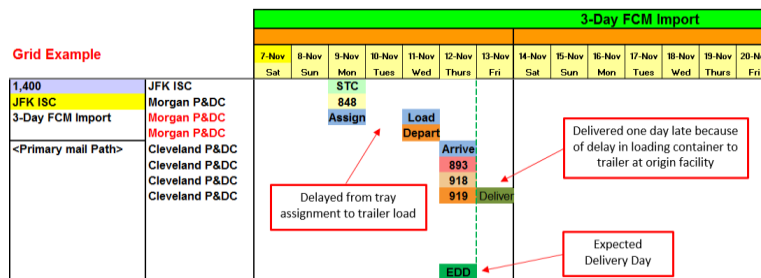 3-Day FCM Import
Grid Example
7-Nov 8-Nov 9-Nov 10-Nov 11-Nov 12-Nov 13-Nov 14-Nov 15-Nov 16-Nov 17-Nov 18-Nov 19-Nov 20-N
Sat Sun Mon Tues Wed Thurs Fri Sat Sun Mon Tues Wed Thurs Fri
1,400 JFK ISC STC
JFK ISC Morgan P&DC 848
3-Day FCM Import Morgan P&DC Assign Load
Morgan P&DC Depart
<Primary mail Path> Cleveland P&DC Arrive
Cleveland P&DC 893
Cleveland P&DC 918
Cleveland P&DC 919 Deliver
Delivered one day late because
of delay in loading container to
trailer at origin facility
Delayed from tray
assignment to trailer load
Expected
Delivery Day
EDD